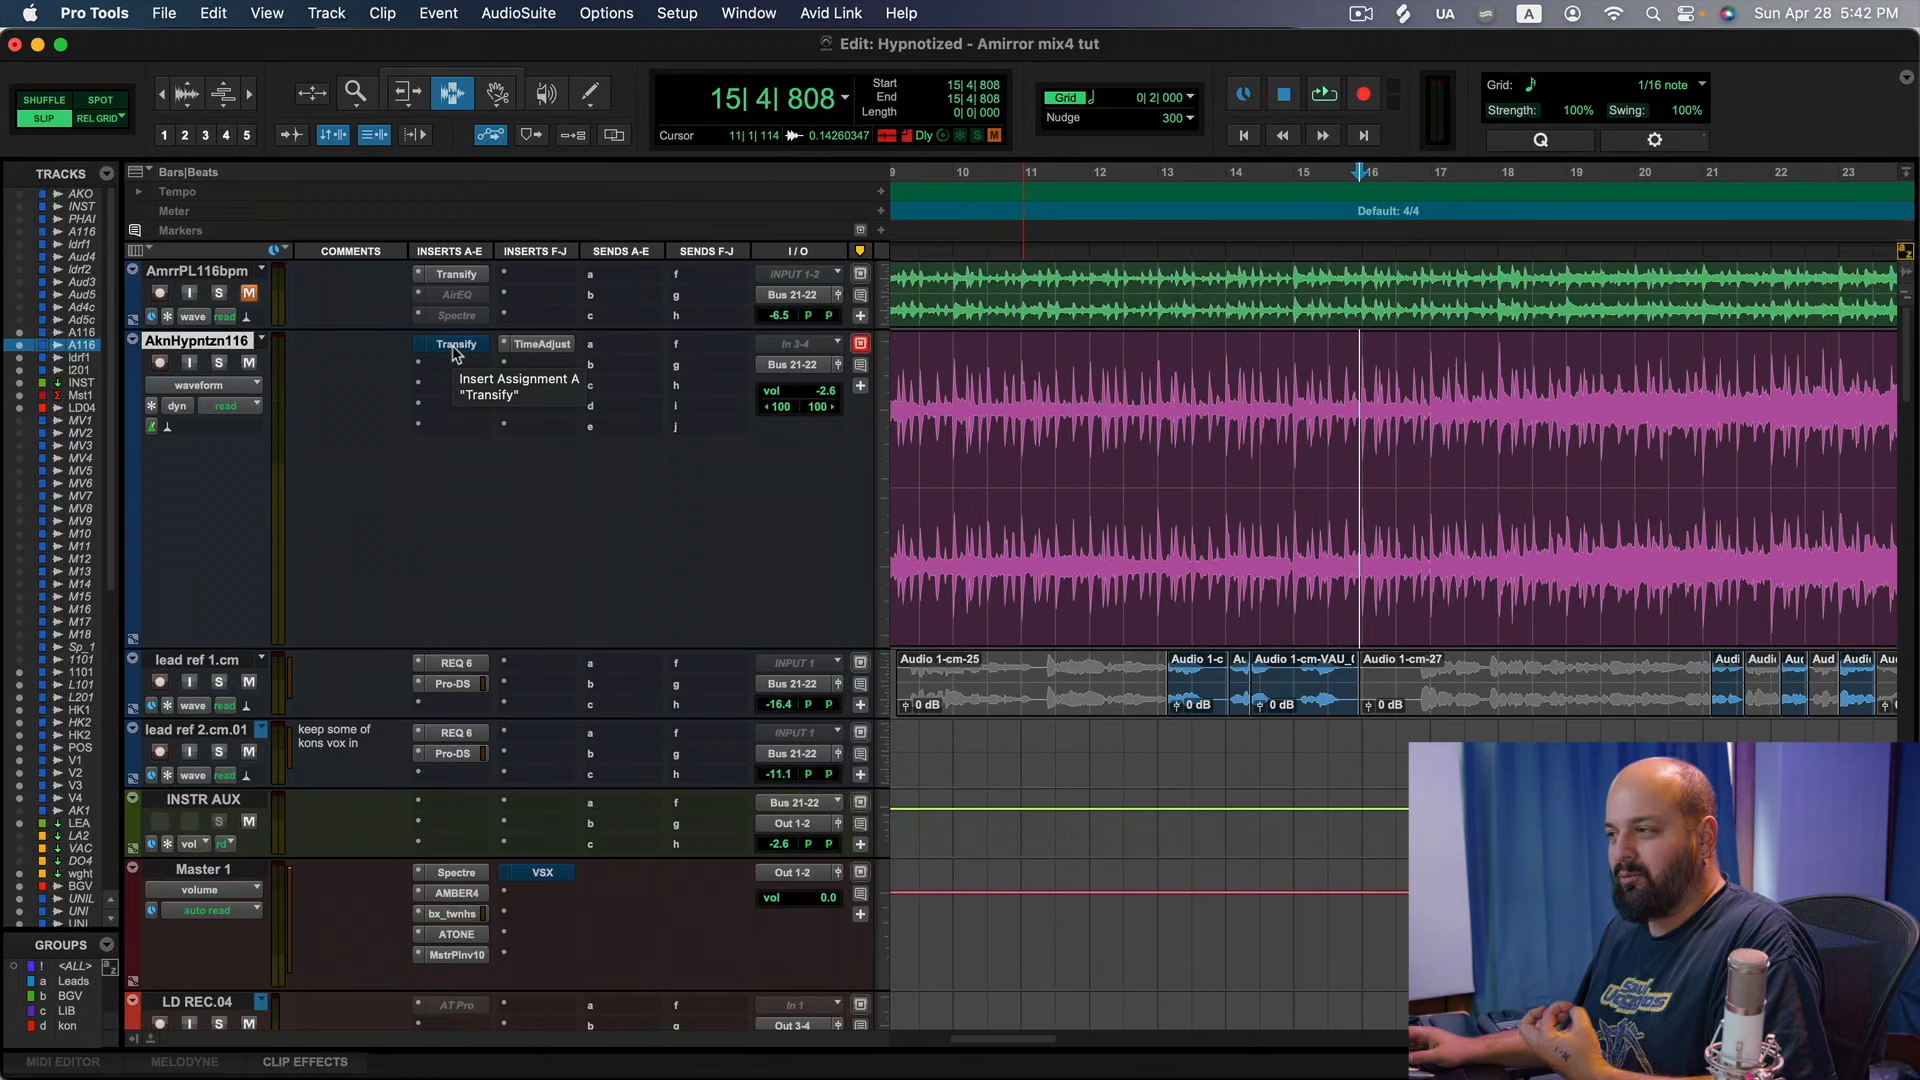 Pro Tools File Edit View Track Clip Event AudioSuite Options Setup Window Avid Link Help UA A Sun Apr 28 5:42 PM
Edit: Hypnotized - Amirror mix4 tut
SHUFFLE SPOT
SLIP REL GRID
1 2 3 4 5
15| 4| 808
Start 15| 4| 808
End 15| 4| 808
Length 0| 0| 000
Cursor 11| 1| 114 0.14260347 Dly S M
Grid 0| 2| 000
Nudge 300
Grid: 1/16 note
Strength: 100% Swing: 100%
Q
TRACKS
AKO
INST
PHAI
A116
ldrf1
Aud4
ldrf2
Aud3
Aud5
Ad4c
Ad5c
A116
A116
ldrf1
l201
INST
Mst1
LD04
MV1
MV2
MV3
MV4
MV5
MV6
MV7
MV8
MV9
M10
M11
M12
M13
M14
M15
M16
M17
M18
Sp_1
1101
1101
L101
L201
HK1
HK2
HK2
POS
V1
V2
V3
V4
AK1
LEA
LA2
VAC
DO4
wght
BGV
UNIL
UNI
UNI
GROUPS
! <ALL>
a Leads
b BGV
c LIB
d kon
Bars|Beats
Tempo
Meter
Markers
9 10 11 12 13 14 15 16 17 18 19 20 21 22 23
Default: 4/4
COMMENTS INSERTS A-E INSERTS F-J SENDS A-E SENDS F-J I / O
AmrrPL116bpm
I S M
wave read
Transify
AirEQ
Spectre
a f
b g
c h
INPUT 1-2
Bus 21-22
-6.5 P P
AknHypntzn116
I S M
waveform
dyn read
Transify TimeAdjust
Insert Assignment A
"Transify"
a f
b g
c h
d i
e j
In 3-4
Bus 21-22
vol -2.6
100 100
lead ref 1.cm
I S M
wave read
REQ 6
Pro-DS
a f
b g
c h
INPUT 1
Bus 21-22
-16.4 P P
Audio 1-cm-25 Audio 1-c Au Audio 1-cm-VAU_( Audio 1-cm-27 Audi Audi Auc Aud Audi Au
0 dB 0 dB 0 dB 0 dB
lead ref 2.cm.01
I S M
wave read
keep some of
kons vox in
REQ 6
Pro-DS
a f
b g
c h
INPUT 1
Bus 21-22
-11.1 P P
INSTR AUX
S M
vol rd
a f
b g
c h
Bus 21-22
Out 1-2
-2.6 P P
Master 1
volume
auto read
Spectre VSX
AMBER4
bx_twnhs
ATONE
MstrPlnv10
Out 1-2
vol 0.0
LD REC.04
I S M
AT Pro
a f
b g
In 1
Out 3-4
MIDI EDITOR MELODYNE CLIP EFFECTS